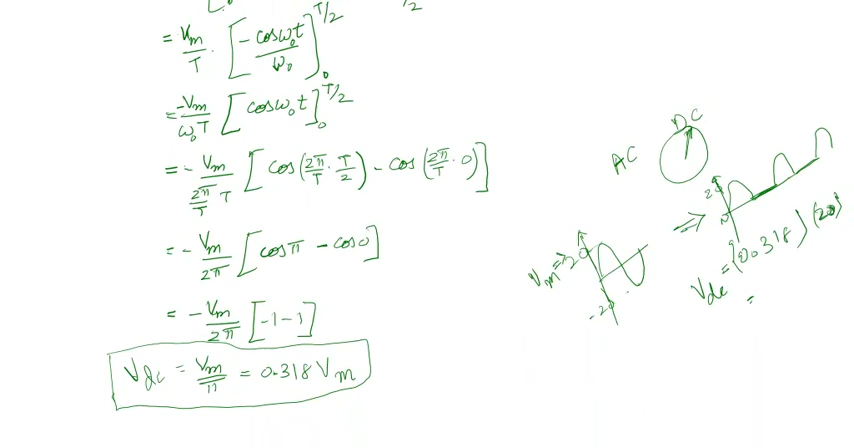 T/2
= Vm/T · [ -cosω₀t / ω₀ ]₀^T/2
= -Vm/ω₀T [ cosω₀t ]₀^T/2
= - Vm/(2π/T T) [ cos(2π/T · T/2) - cos(2π/T · 0) ]
= - Vm/2π [ cosπ - cos0 ]
= - Vm/2π [ -1 - 1 ]
Vdc = Vm/π = 0.318 Vm
DC
AC
20
⇒
Vm ⇒ 20
-20
Vdc = (0.318)(20)
=